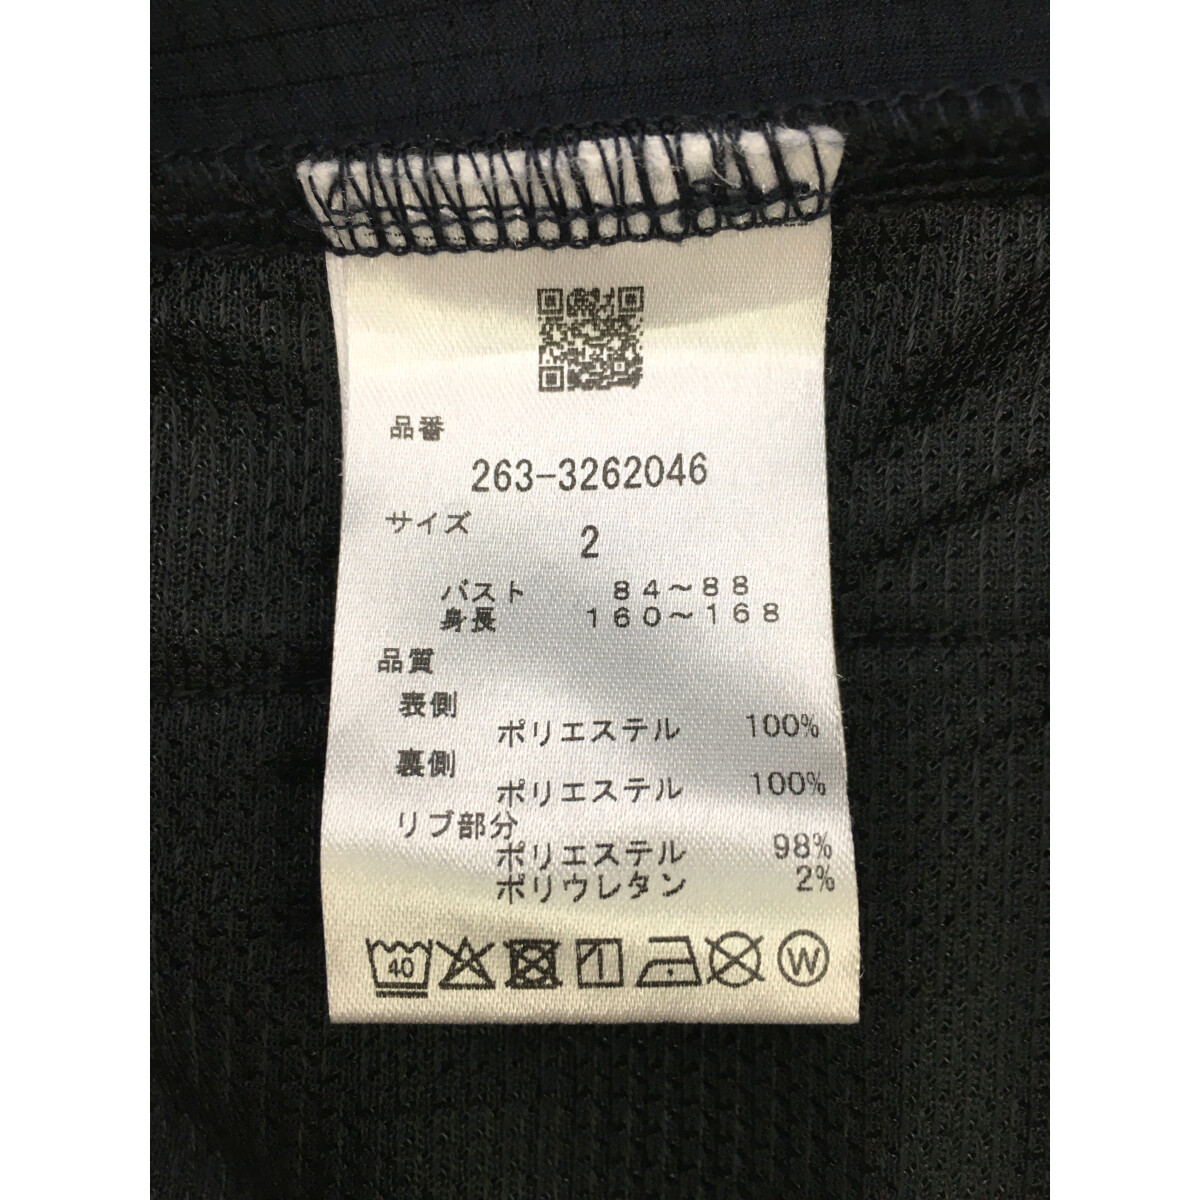 品番
263-3262046
サイズ
2
バスト 84～88
身長 160～168
品質
表側
ポリエステル 100%
裏側
ポリエステル 100%
リブ部分
ポリエステル 98%
ポリウレタン 2%
40 W